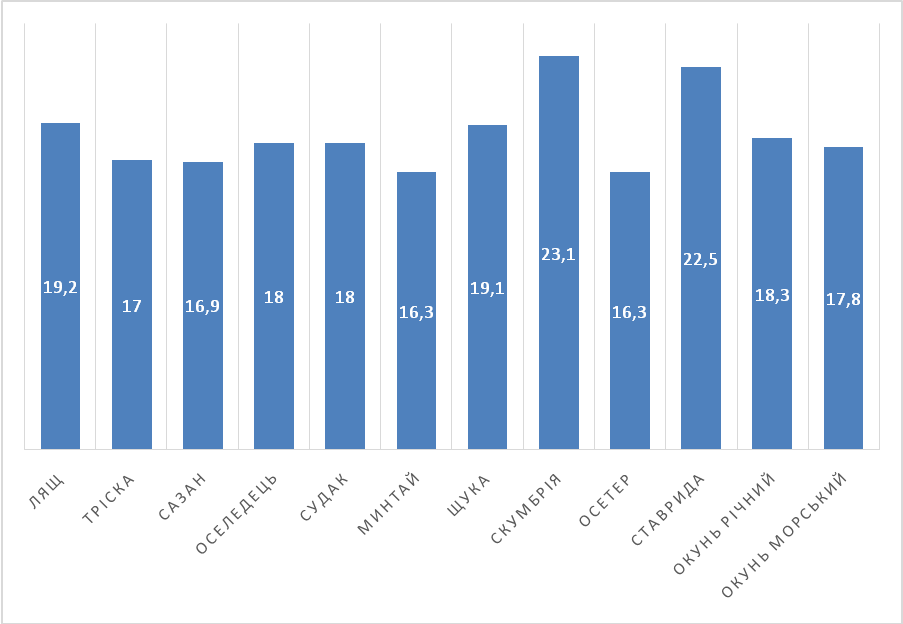 19,2
17
16,9
18
18
16,3
19,1
23,1
16,3
22,5
18,3
17,8
ЛЯЩ
ТРІСКА
САЗАН
ОСЕЛЕДЕЦЬ
СУДАК
МИНТАЙ
ЩУКА
СКУМБРІЯ
ОСЕТЕР
СТАВРИДА
ОКУНЬ РІЧНИЙ
ОКУНЬ МОРСЬКИЙ